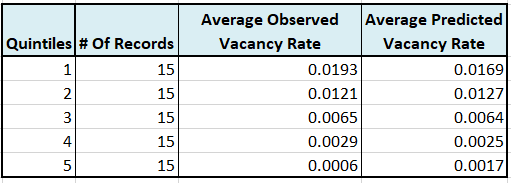 Quintiles # Of Records Average Observed Vacancy Rate Average Predicted Vacancy Rate
1 15 0.0193 0.0169
2 15 0.0121 0.0127
3 15 0.0065 0.0064
4 15 0.0029 0.0025
5 15 0.0006 0.0017